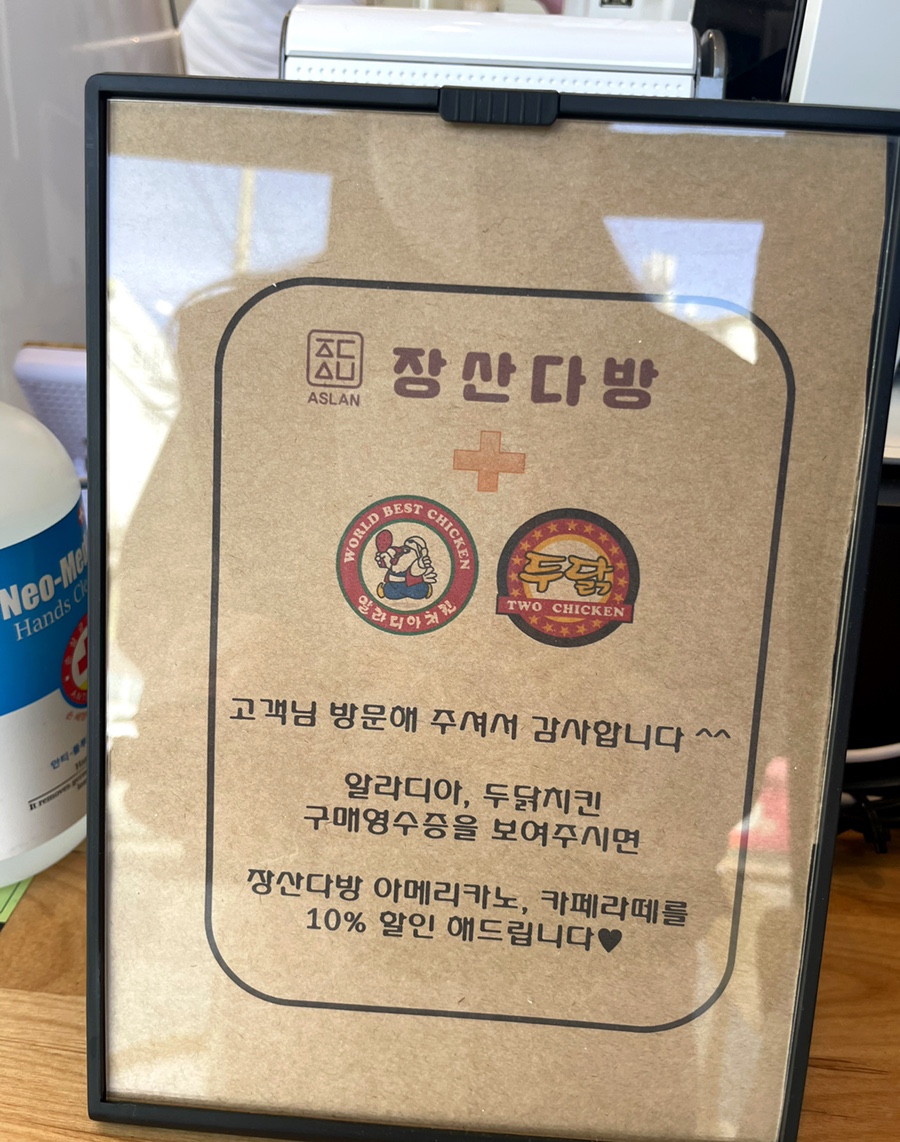 ASLAN
장산다방
WORLD BEST CHICKEN
알라디아치킨
두닭
TWO CHICKEN
고객님 방문해 주셔서 감사합니다 ^^
알라디아, 두닭치킨
구매영수증을 보여주시면
장산다방 아메리카노, 카페라떼를
10% 할인 해드립니다♥
Neo-Med
Hands